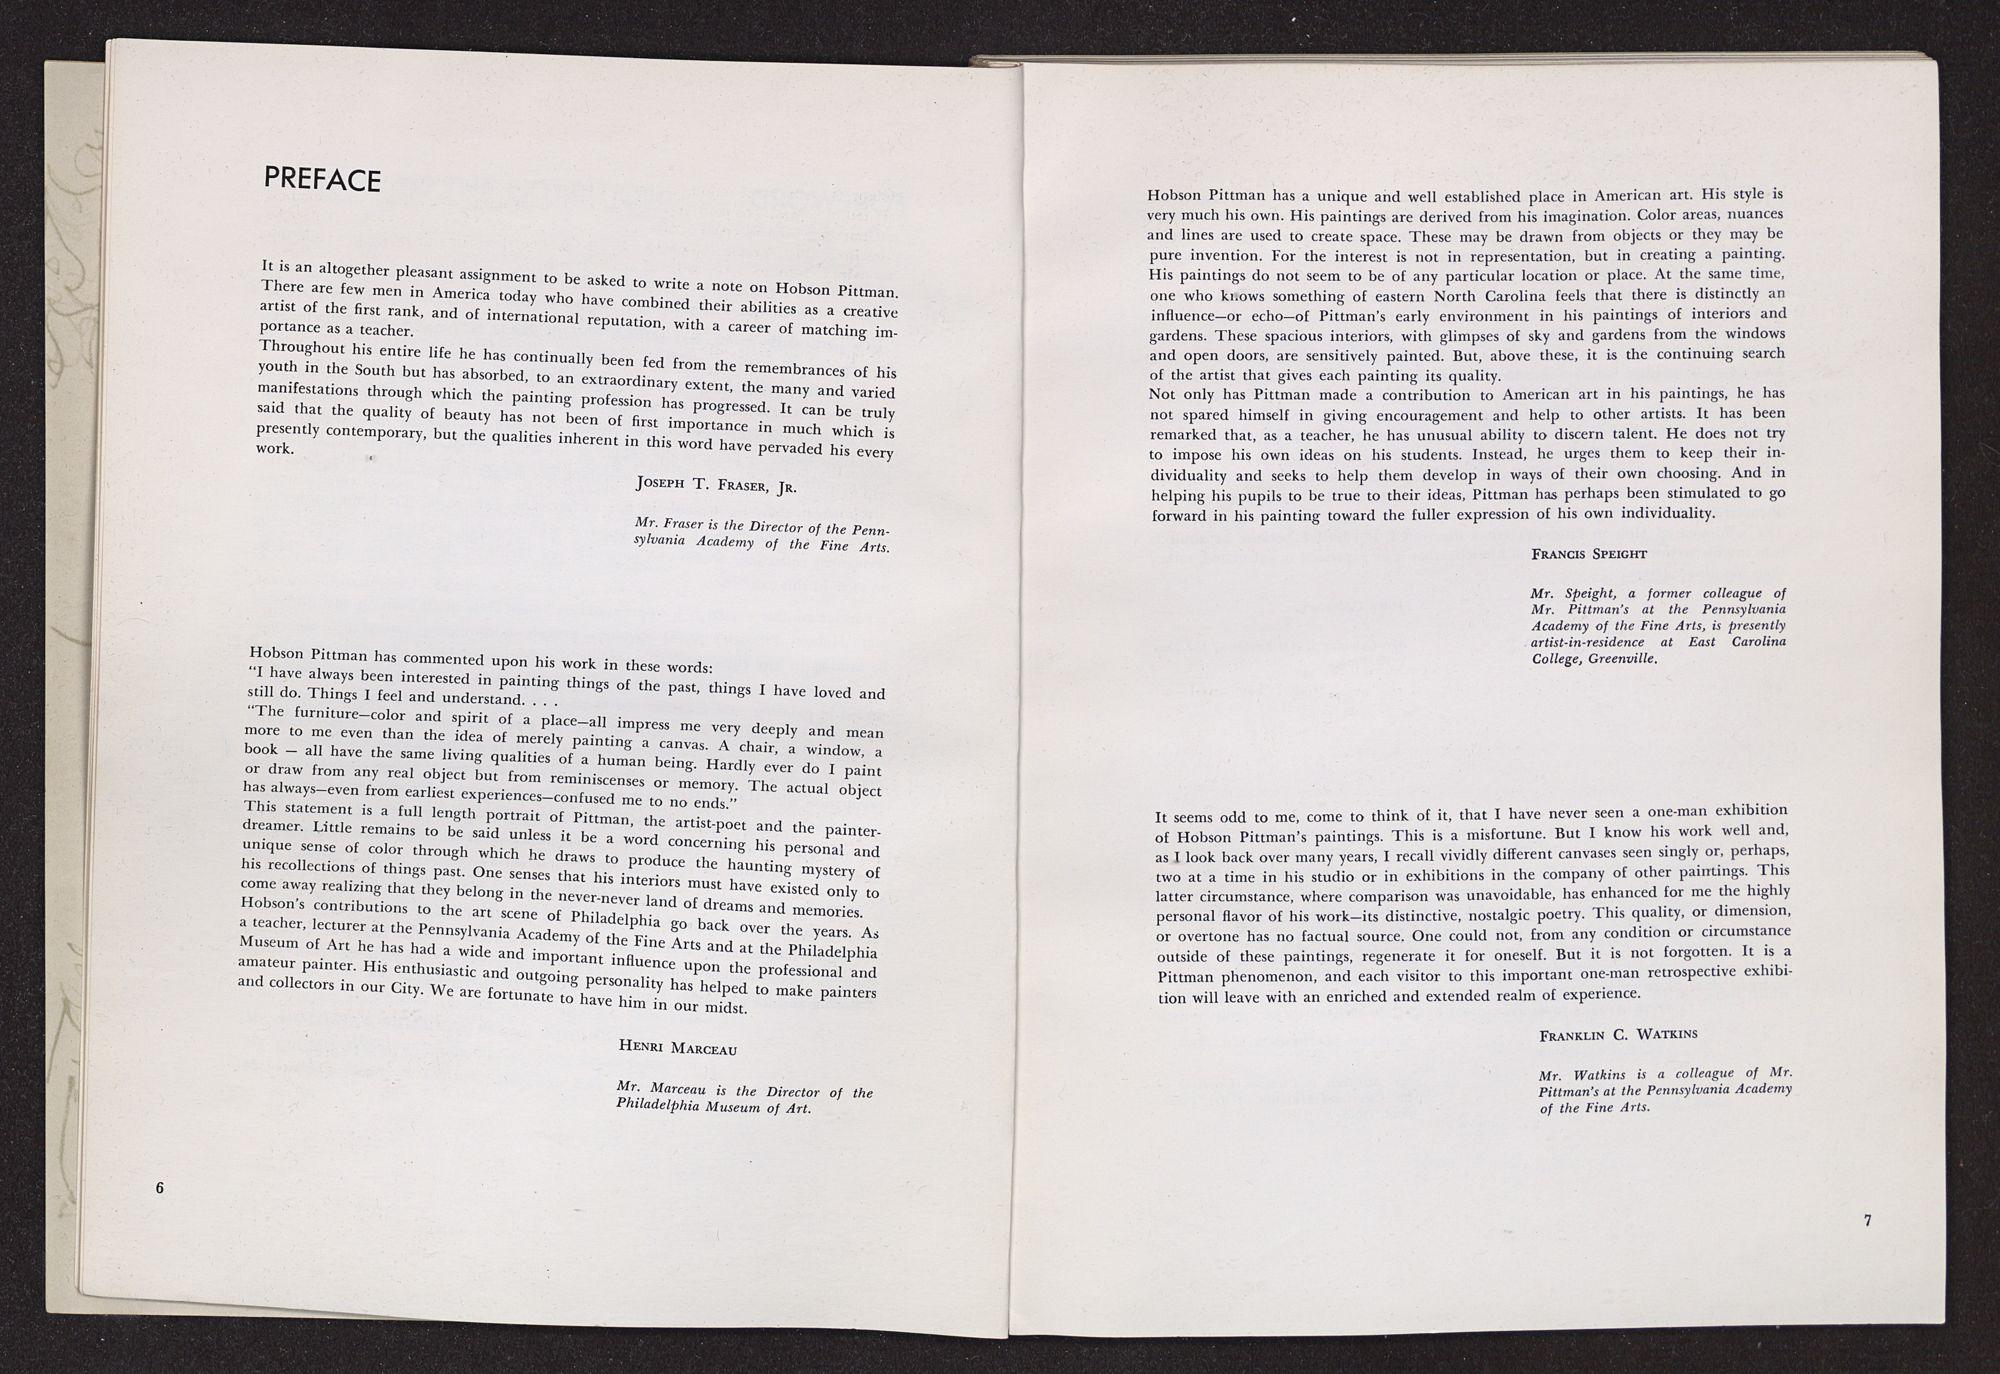 PREFACE
It is an altogether pleasant assignment to be asked to write a note on Hobson Pittman.
There are few men in America today who have combined their abilities as a creative
artist of the first rank, and of international reputation, with a career of matching im-
portance as a teacher.
Throughout his entire life he has continually been fed from the remembrances of his
youth in the South but has absorbed, to an extraordinary extent, the many and varied
manifestations through which the painting profession has progressed. It can be truly
said that the quality of beauty has not been of first importance in much which is
presently contemporary, but the qualities inherent in this word have pervaded his every
work.
JOSEPH T. FRASER, JR.
Mr. Fraser is the Director of the Penn-
sylvania Academy of the Fine Arts.
Hobson Pittman has commented upon his work in these words:
“I have always been interested in painting things of the past, things I have loved and
still do. Things I feel and understand. . . .
“The furniture—color and spirit of a place—all impress me very deeply and mean
more to me even than the idea of merely painting a canvas. A chair, a window, a
book — all have the same living qualities of a human being. Hardly ever do I paint
or draw from any real object but from reminiscenses or memory. The actual object
has always—even from earliest experiences—confused me to no ends.”
This statement is a full length portrait of Pittman, the artist-poet and the painter-
dreamer. Little remains to be said unless it be a word concerning his personal and
unique sense of color through which he draws to produce the haunting mystery of
his recollections of things past. One senses that his interiors must have existed only to
come away realizing that they belong in the never-never land of dreams and memories.
Hobson's contributions to the art scene of Philadelphia go back over the years. As
a teacher, lecturer at the Pennsylvania Academy of the Fine Arts and at the Philadelphia
Museum of Art he has had a wide and important influence upon the professional and
amateur painter. His enthusiastic and outgoing personality has helped to make painters
and collectors in our City. We are fortunate to have him in our midst.
HENRI MARCEAU
Mr. Marceau is the Director of the
Philadelphia Museum of Art.
6
Hobson Pittman has a unique and well established place in American art. His style is
very much his own. His paintings are derived from his imagination. Color areas, nuances
and lines are used to create space. These may be drawn from objects or they may be
pure invention. For the interest is not in representation, but in creating a painting.
His paintings do not seem to be of any particular location or place. At the same time,
one who knows something of eastern North Carolina feels that there is distinctly an
influence—or echo—of Pittman's early environment in his paintings of interiors and
gardens. These spacious interiors, with glimpses of sky and gardens from the windows
and open doors, are sensitively painted. But, above these, it is the continuing search
of the artist that gives each painting its quality.
Not only has Pittman made a contribution to American art in his paintings, he has
not spared himself in giving encouragement and help to other artists. It has been
remarked that, as a teacher, he has unusual ability to discern talent. He does not try
to impose his own ideas on his students. Instead, he urges them to keep their in-
dividuality and seeks to help them develop in ways of their own choosing. And in
helping his pupils to be true to their ideas, Pittman has perhaps been stimulated to go
forward in his painting toward the fuller expression of his own individuality.
FRANCIS SPEIGHT
Mr. Speight, a former colleague of
Mr. Pittman's at the Pennsylvania
Academy of the Fine Arts, is presently
artist-in-residence at East Carolina
College, Greenville.
It seems odd to me, come to think of it, that I have never seen a one-man exhibition
of Hobson Pittman's paintings. This is a misfortune. But I know his work well and,
as I look back over many years, I recall vividly different canvases seen singly or, perhaps,
two at a time in his studio or in exhibitions in the company of other paintings. This
latter circumstance, where comparison was unavoidable, has enhanced for me the highly
personal flavor of his work—its distinctive, nostalgic poetry. This quality, or dimension,
or overtone has no factual source. One could not, from any condition or circumstance
outside of these paintings, regenerate it for oneself. But it is not forgotten. It is a
Pittman phenomenon, and each visitor to this important one-man retrospective exhibi-
tion will leave with an enriched and extended realm of experience.
FRANKLIN C. WATKINS
Mr. Watkins is a colleague of Mr.
Pittman's at the Pennsylvania Academy
of the Fine Arts.
7